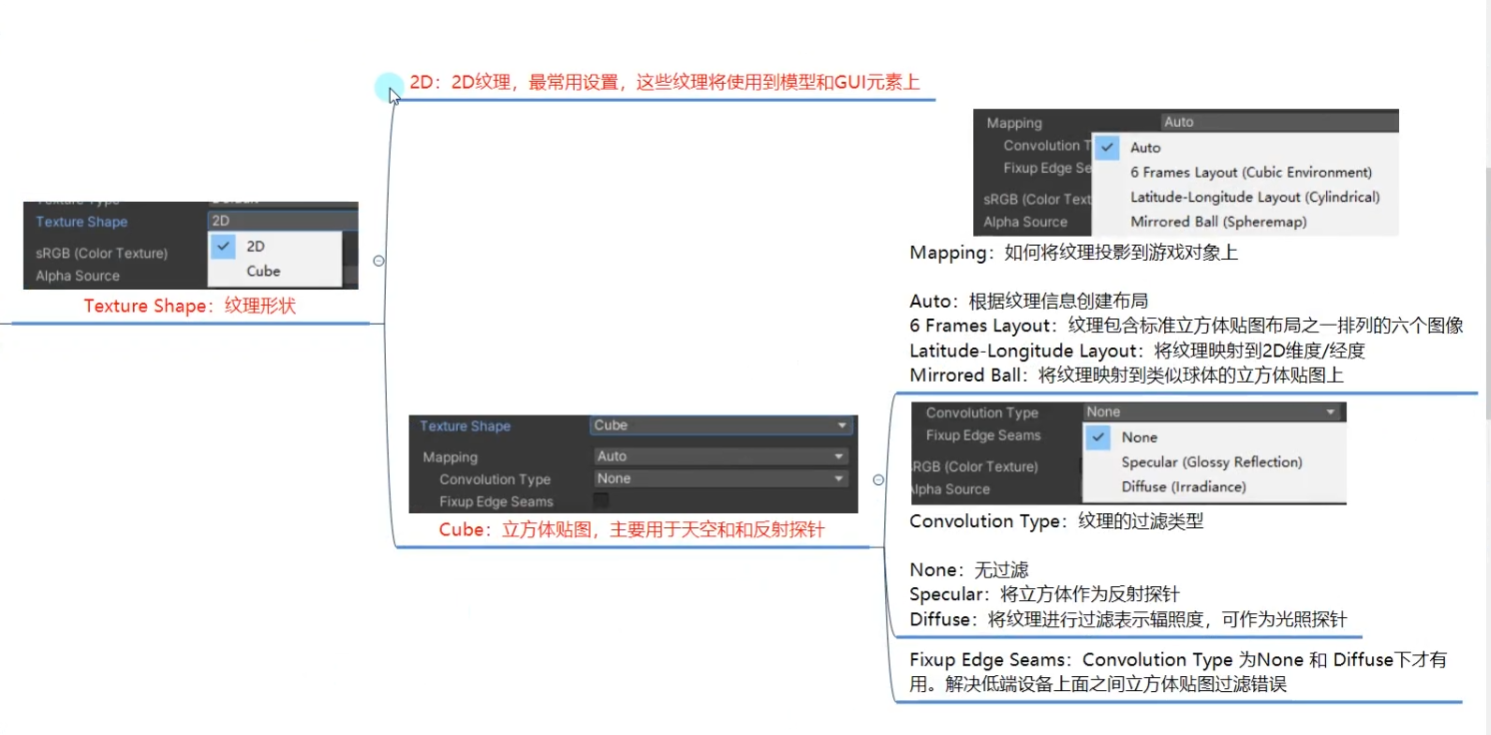 2D：2D纹理，最常用设置，这些纹理将使用到模型和GUI元素上
Texture Type Default
Texture Shape 2D
2D
Cube
sRGB (Color Texture)
Alpha Source
Texture Shape：纹理形状
Texture Shape Cube
Mapping Auto
Convolution Type None
Fixup Edge Seams
Cube：立方体贴图，主要用于天空和和反射探针
Mapping Auto
Convolution T
Fixup Edge Se
sRGB (Color Text
Alpha Source
Auto
6 Frames Layout (Cubic Environment)
Latitude-Longitude Layout (Cylindrical)
Mirrored Ball (Spheremap)
Mapping：如何将纹理投影到游戏对象上
Auto：根据纹理信息创建布局
6 Frames Layout：纹理包含标准立方体贴图布局之一排列的六个图像
Latitude-Longitude Layout：将纹理映射到2D维度/经度
Mirrored Ball：将纹理映射到类似球体的立方体贴图上
Convolution Type None
Fixup Edge Seams
RGB (Color Texture)
lpha Source
None
Specular (Glossy Reflection)
Diffuse (Irradiance)
Convolution Type：纹理的过滤类型
None：无过滤
Specular：将立方体作为反射探针
Diffuse：将纹理进行过滤表示辐照度，可作为光照探针
Fixup Edge Seams：Convolution Type 为None 和 Diffuse下才有
用。解决低端设备上面之间立方体贴图过滤错误